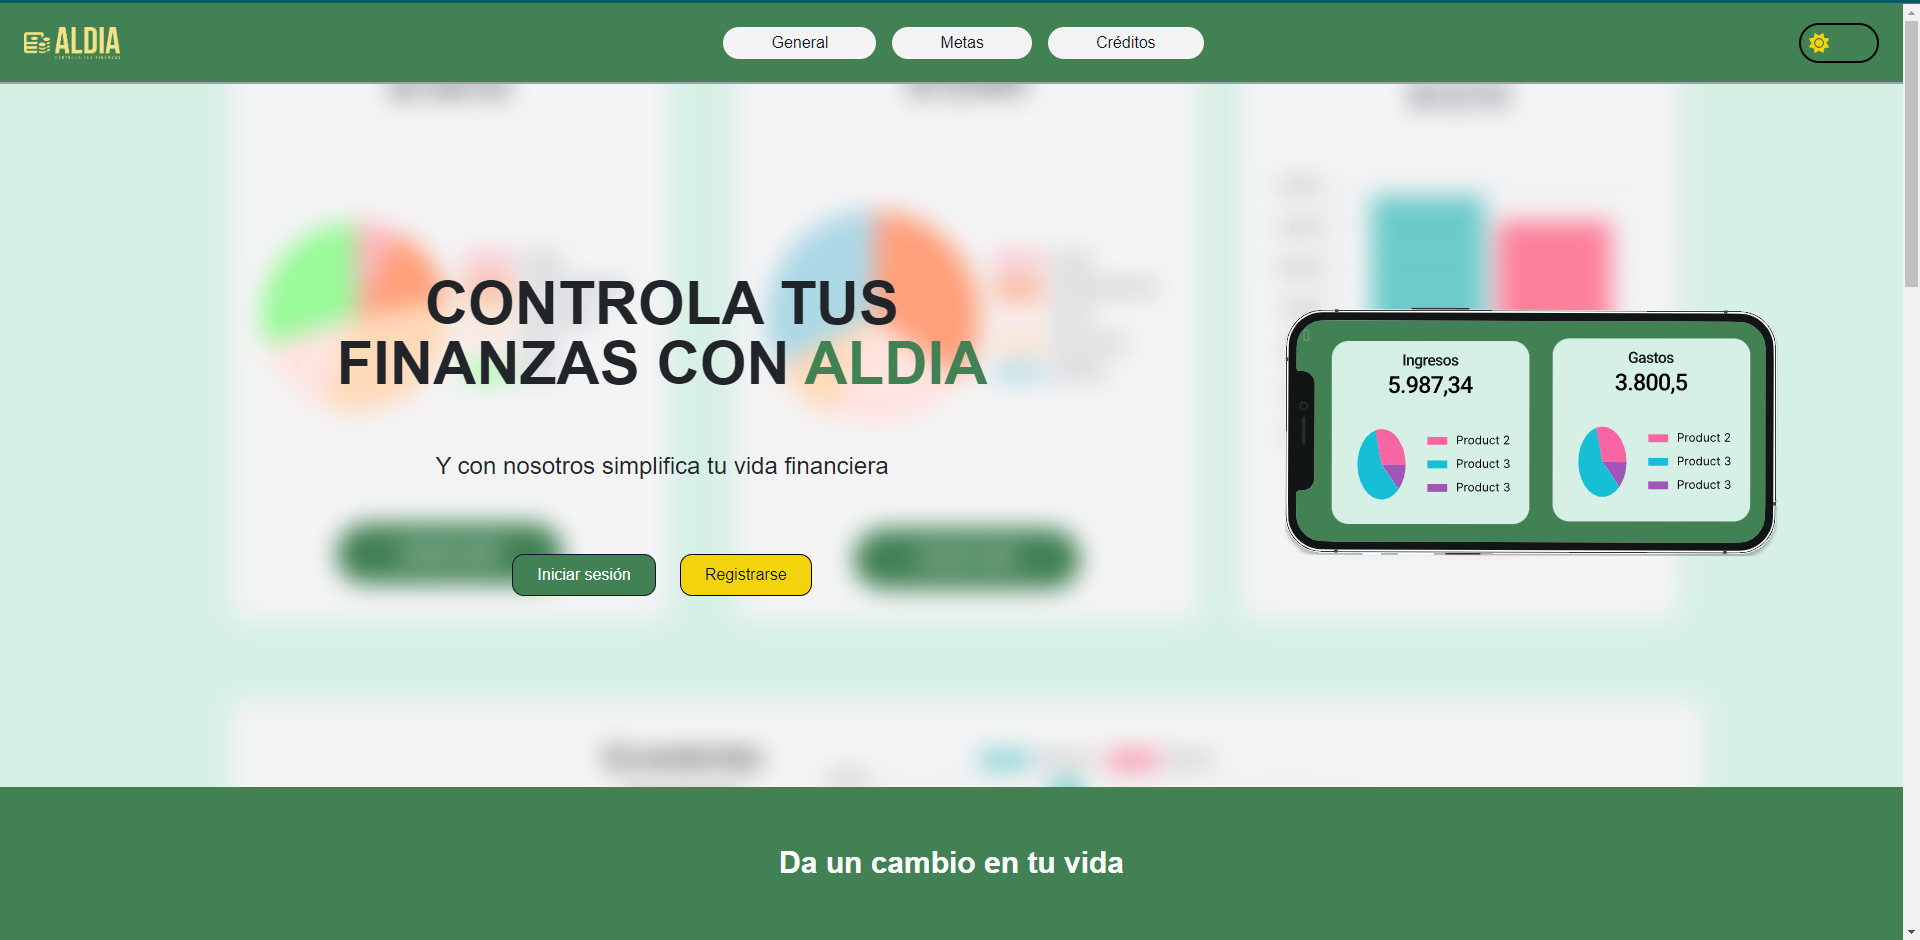 ALDIA
CONTROLA TUS FINANZAS
General
Metas
Créditos
CONTROLA TUS
FINANZAS CON ALDIA
Y con nosotros simplifica tu vida financiera
Iniciar sesión
Registrarse
Ingresos
5.987,34
Product 2
Product 3
Product 3
Gastos
3.800,5
Product 2
Product 3
Product 3
Da un cambio en tu vida